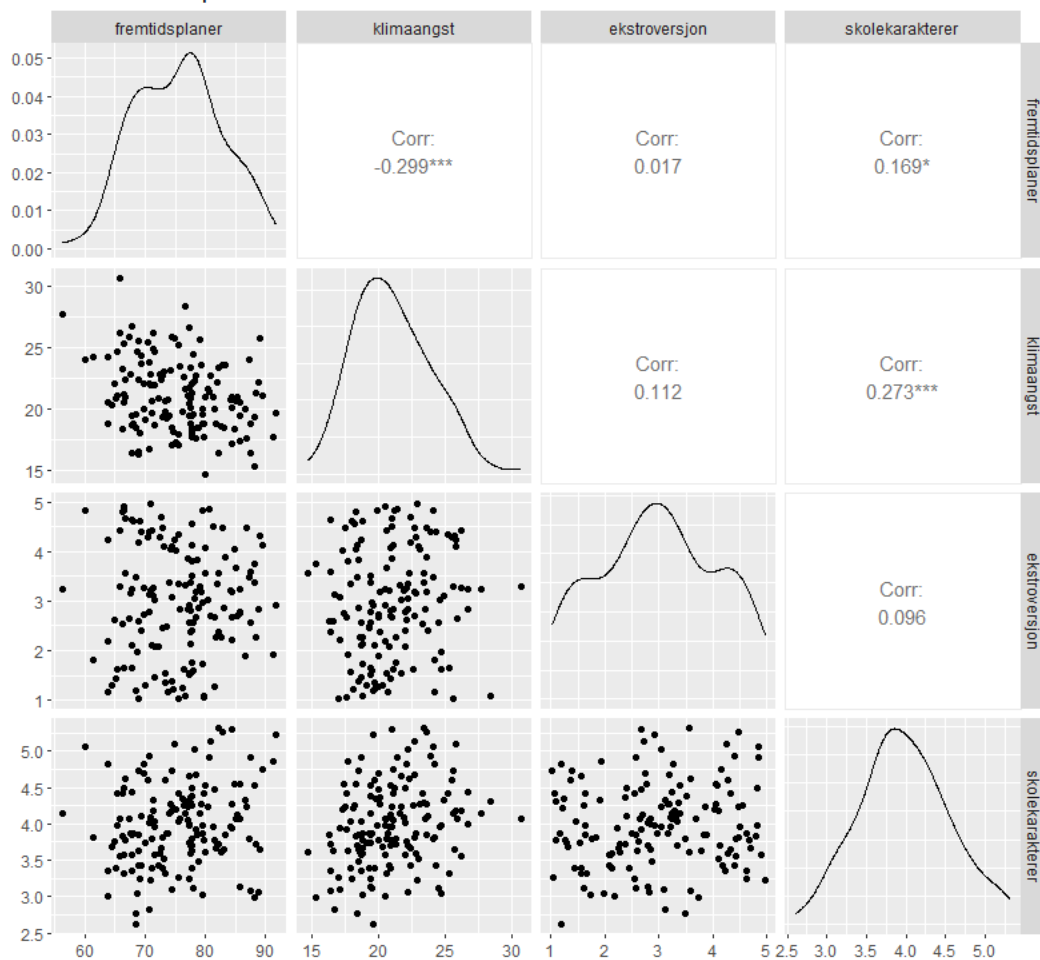 fremtidsplaner klimaangst ekstroversjon skolekarakterer
0.05
0.04
0.03
0.02
0.01
0.00
Corr:
-0.299***
Corr:
0.017
Corr:
0.169*
fremtidsplaner
30
25
20
15
Corr:
0.112
Corr:
0.273***
klimaangst
5
4
3
2
1
Corr:
0.096
ekstroversjon
5.0
4.5
4.0
3.5
3.0
2.5
skolekarakterer
60 70 80 90 15 20 25 30 1 2 3 4 5 2.5 3.0 3.5 4.0 4.5 5.0